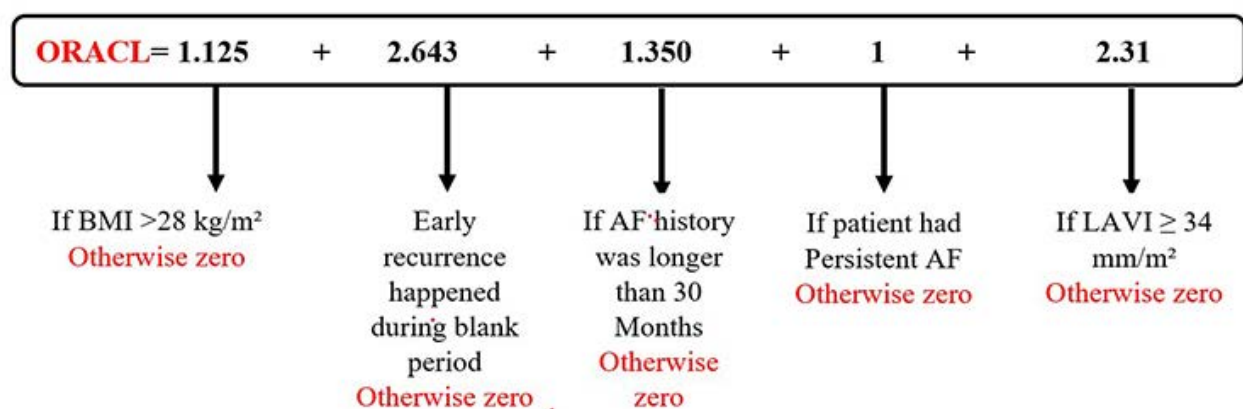 ORACL= 1.125 + 2.643 + 1.350 + 1 + 2.31
If BMI >28 kg/m²
Otherwise zero
Early
recurrence
happened
during blank
period
Otherwise zero
If AF history
was longer
than 30
Months
Otherwise
zero
If patient had
Persistent AF
Otherwise zero
If LAVI ≥ 34
mm/m²
Otherwise zero